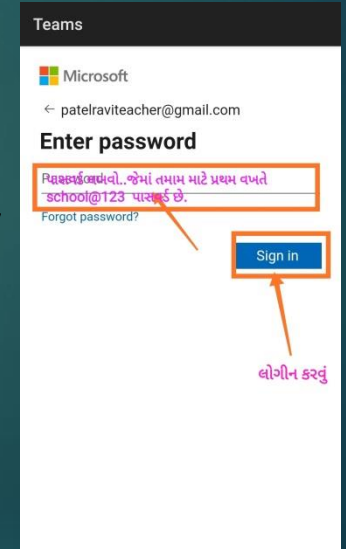 Teams
Microsoft
← patelraviteacher@gmail.com
Enter password
પાસવર્ડ નાખવો..જેમાં તમામ માટે પ્રથમ વખતે
school@123 પાસવર્ડ છે.
Forgot password?
Sign in
લોગીન કરવું